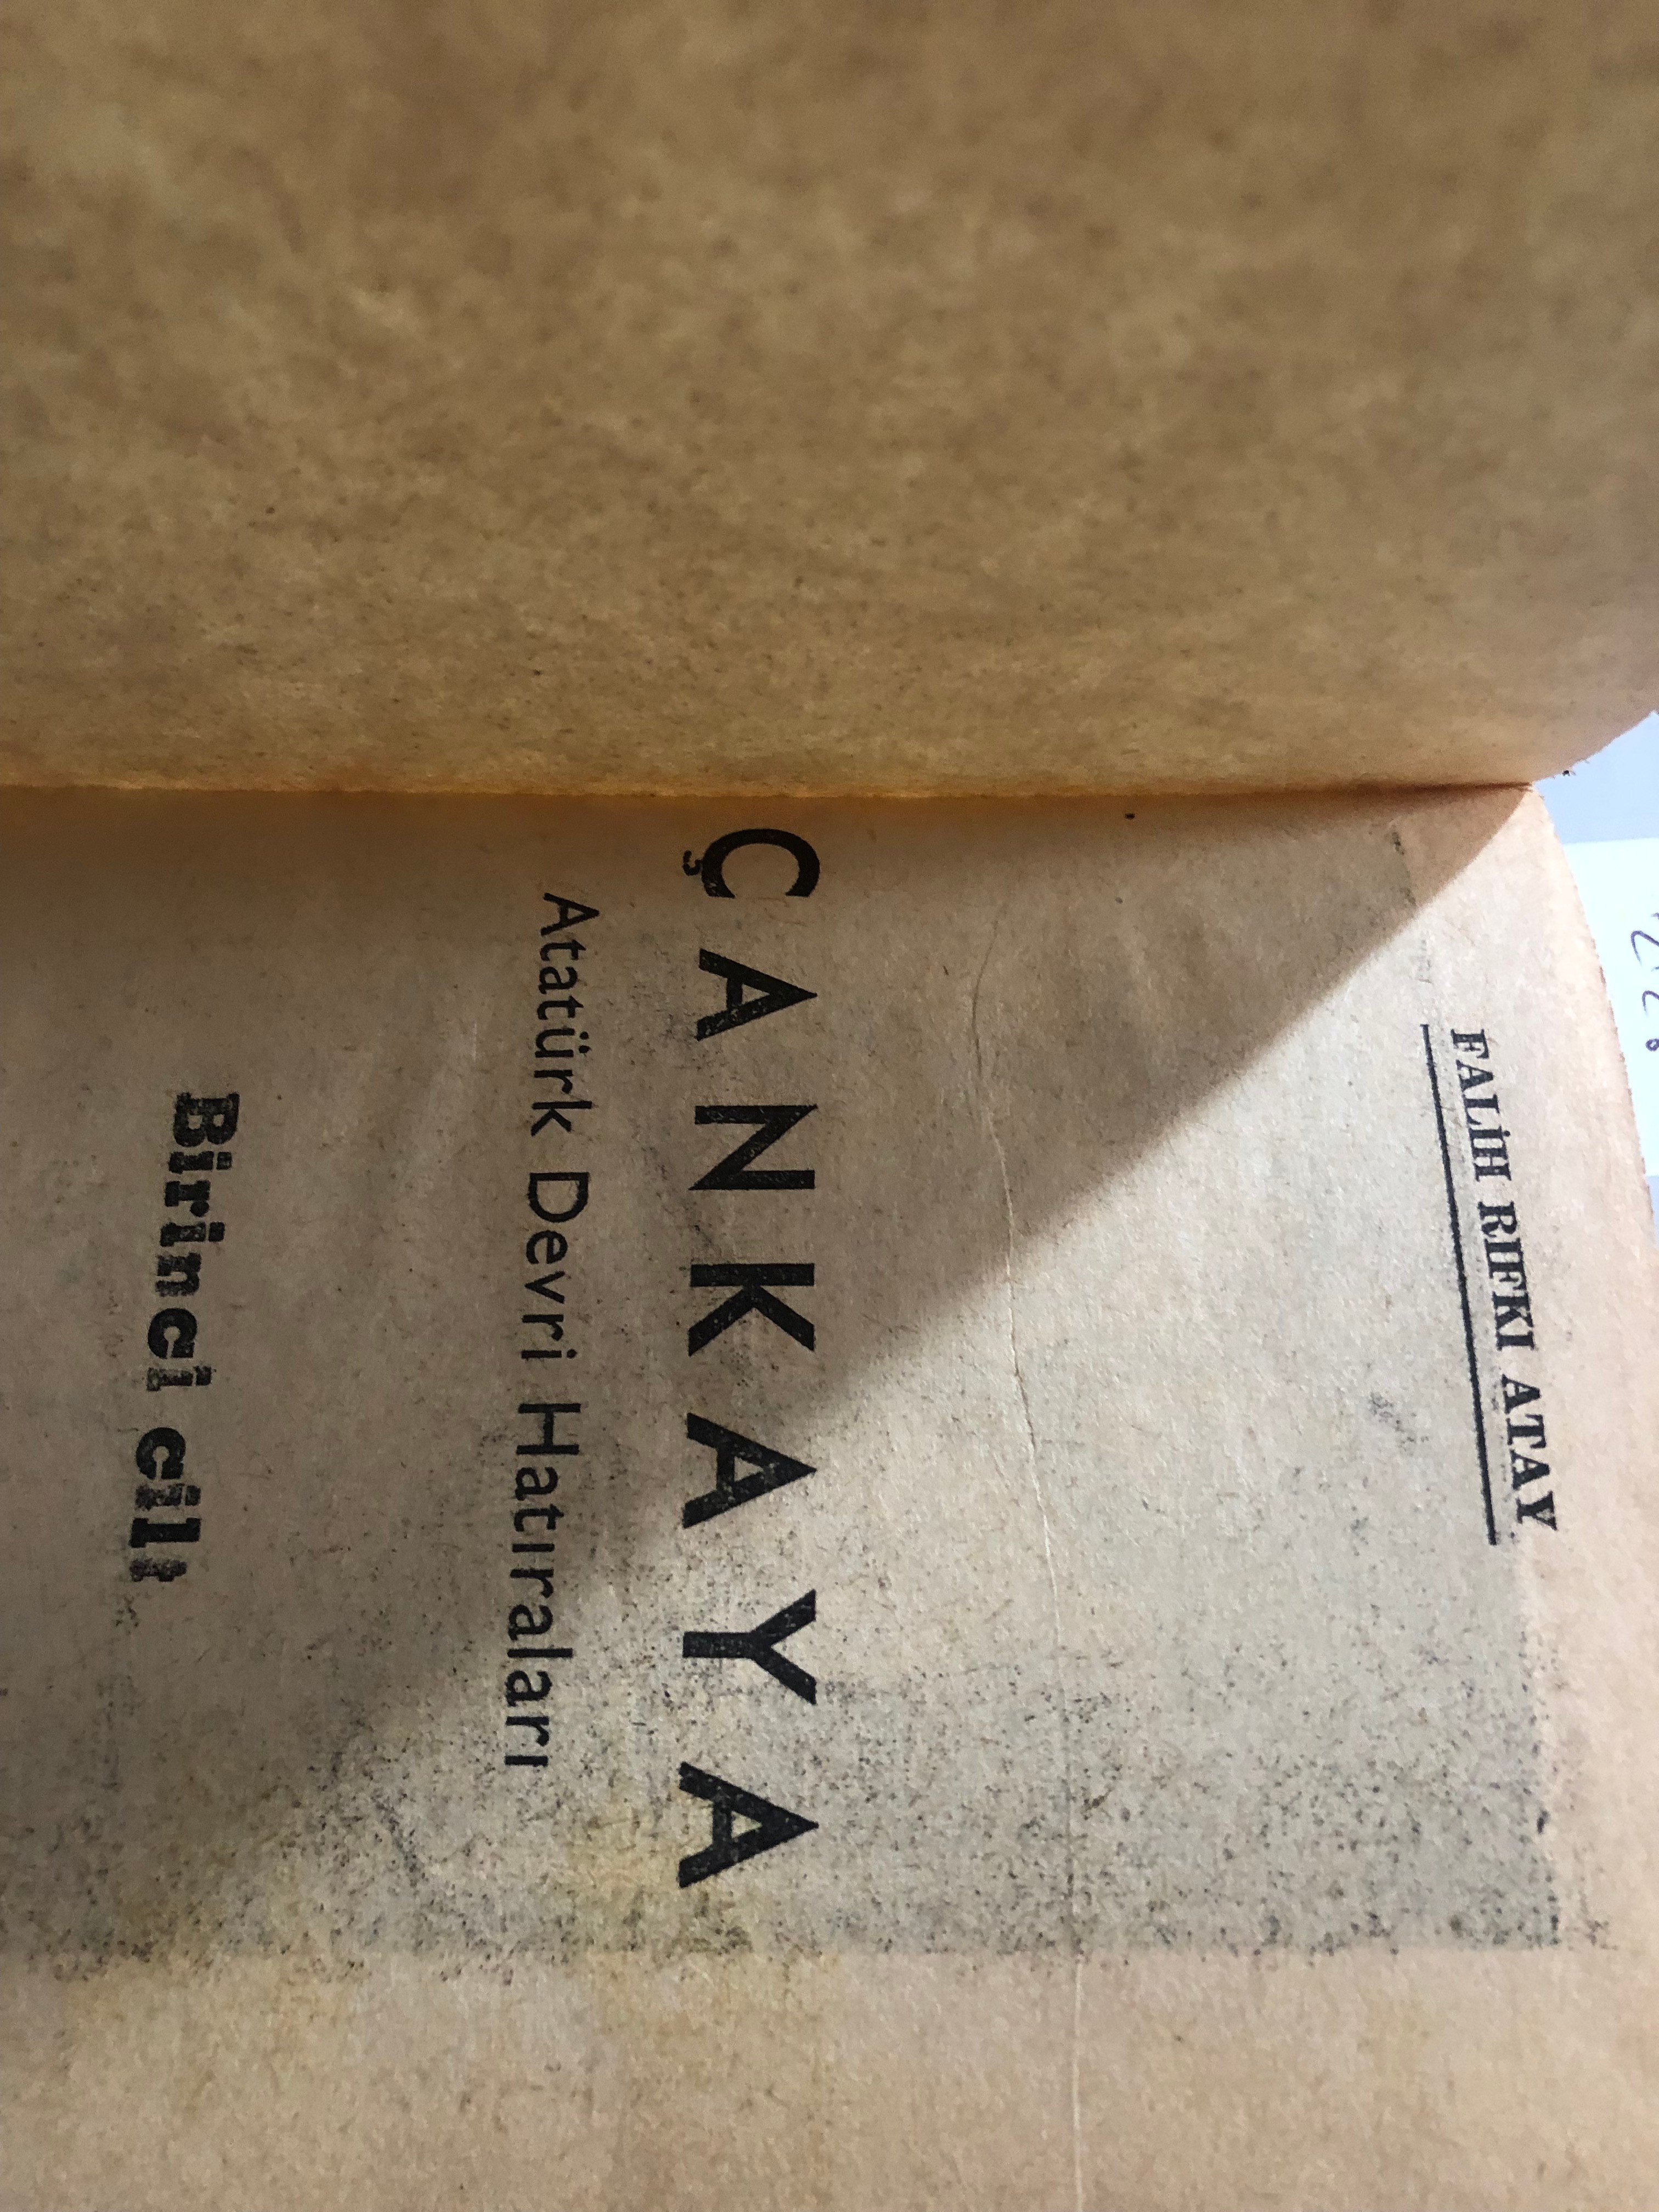 FALİH RIFKI ATAY
ÇANKAYA
Atatürk Devri Hatıraları
Birinci cilt